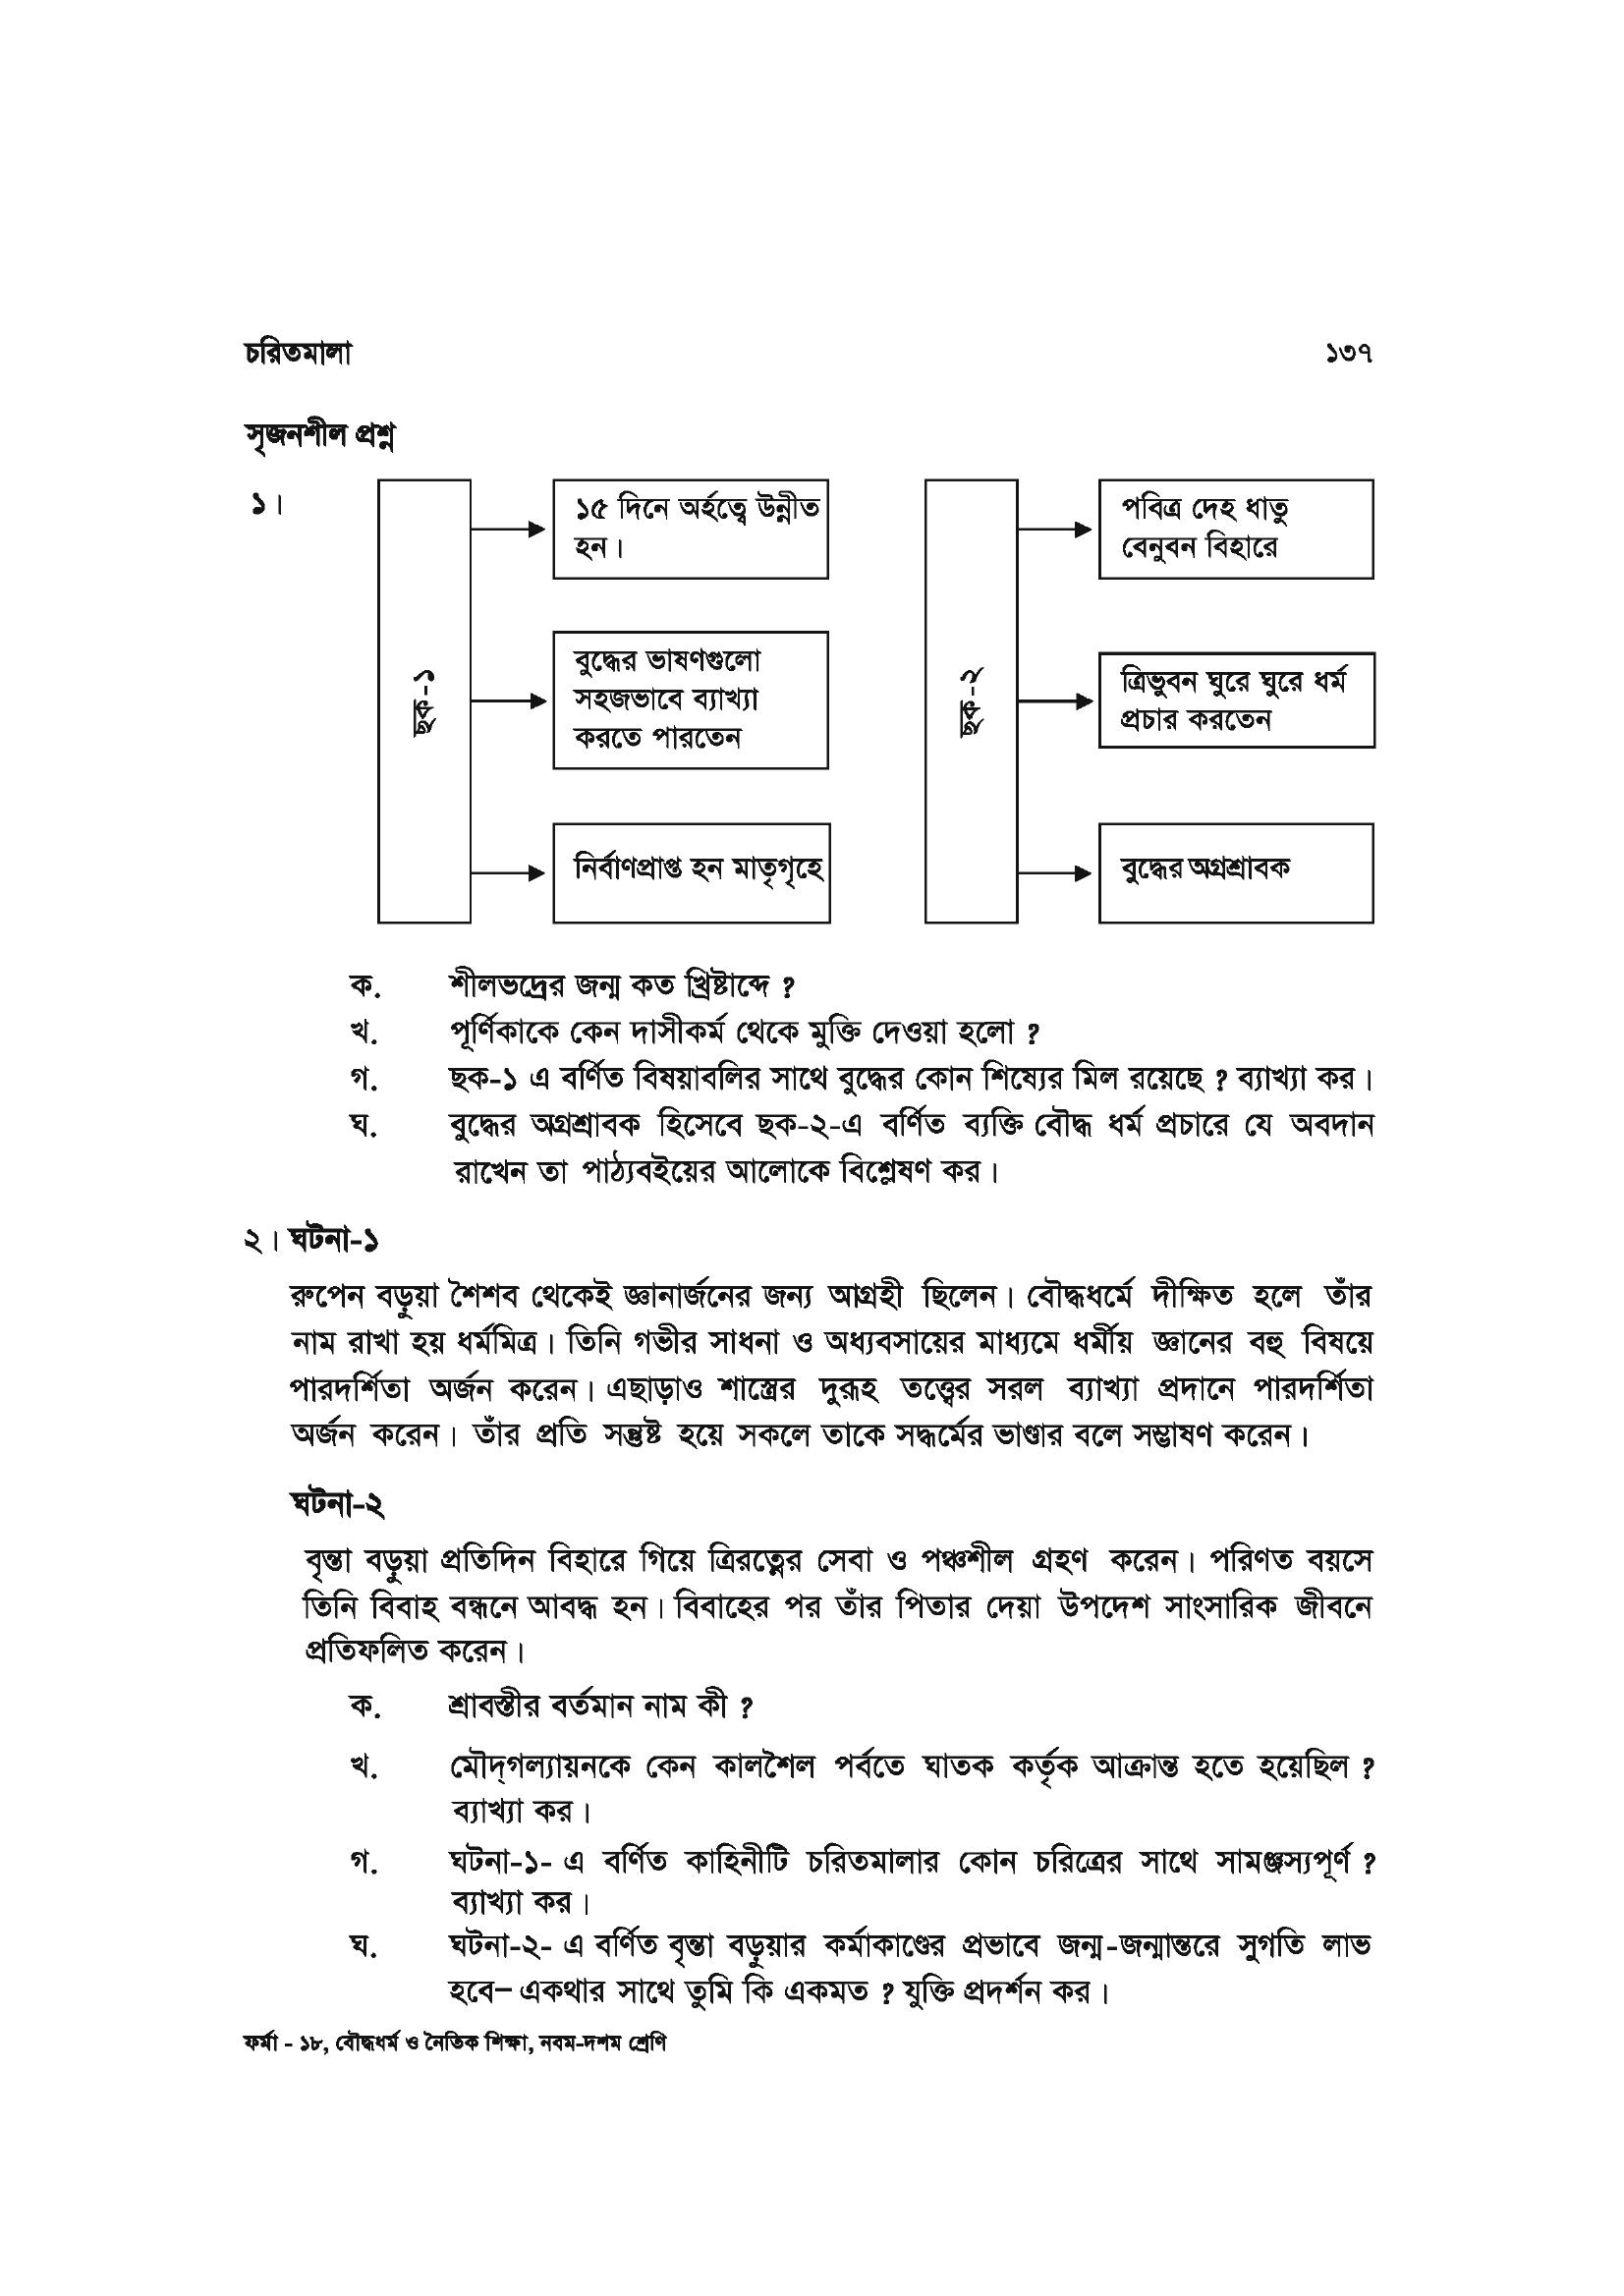 চরিতমালা ১৩৭
সৃজনশীল প্রশ্ন
১।
ছক-১
১৫ দিনে অর্হত্বে উন্নীত
হন।
বুদ্ধের ভাষণগুলো
সহজভাবে ব্যাখ্যা
করতে পারতেন
নির্বাণপ্রাপ্ত হন মাতৃগৃহে
ছক-২
পবিত্র দেহ ধাতু
বেনুবন বিহারে
ত্রিভুবন ঘুরে ঘুরে ধর্ম
প্রচার করতেন
বুদ্ধের অগ্রশ্রাবক
ক. শীলভদ্রের জন্ম কত খ্রিষ্টাব্দে ?
খ. পূর্ণিকাকে কেন দাসীকর্ম থেকে মুক্তি দেওয়া হলো ?
গ. ছক-১ এ বর্ণিত বিষয়াবলির সাথে বুদ্ধের কোন শিষ্যের মিল রয়েছে ? ব্যাখ্যা কর।
ঘ. বুদ্ধের অগ্রশ্রাবক হিসেবে ছক-২-এ বর্ণিত ব্যক্তি বৌদ্ধ ধর্ম প্রচারে যে অবদান
রাখেন তা পাঠ্যবইয়ের আলোকে বিশ্লেষণ কর।
২। ঘটনা-১
রুপেন বড়ুয়া শৈশব থেকেই জ্ঞানার্জনের জন্য আগ্রহী ছিলেন। বৌদ্ধধর্মে দীক্ষিত হলে তাঁর
নাম রাখা হয় ধর্মমিত্র। তিনি গভীর সাধনা ও অধ্যবসায়ের মাধ্যমে ধর্মীয় জ্ঞানের বহু বিষয়ে
পারদর্শিতা অর্জন করেন। এছাড়াও শাস্ত্রের দুরূহ তত্ত্বের সরল ব্যাখ্যা প্রদানে পারদর্শিতা
অর্জন করেন। তাঁর প্রতি সন্তুষ্ট হয়ে সকলে তাকে সদ্ধর্মের ভাণ্ডার বলে সম্ভাষণ করেন।
ঘটনা-২
বৃন্তা বড়ুয়া প্রতিদিন বিহারে গিয়ে ত্রিরত্নের সেবা ও পঞ্চশীল গ্রহণ করেন। পরিণত বয়সে
তিনি বিবাহ বন্ধনে আবদ্ধ হন। বিবাহের পর তাঁর পিতার দেয়া উপদেশ সাংসারিক জীবনে
প্রতিফলিত করেন।
ক. শ্রাবস্তীর বর্তমান নাম কী ?
খ. মৌদ্‌গল্যায়নকে কেন কালশৈল পর্বতে ঘাতক কর্তৃক আক্রান্ত হতে হয়েছিল ?
ব্যাখ্যা কর।
গ. ঘটনা-১- এ বর্ণিত কাহিনীটি চরিতমালার কোন চরিত্রের সাথে সামঞ্জস্যপূর্ণ ?
ব্যাখ্যা কর।
ঘ. ঘটনা-২- এ বর্ণিত বৃন্তা বড়ুয়ার কর্মাকাণ্ডের প্রভাবে জন্ম-জন্মান্তরে সুগতি লাভ
হবে– একথার সাথে তুমি কি একমত ? যুক্তি প্রদর্শন কর।
ফর্মা - ১৮, বৌদ্ধধর্ম ও নৈতিক শিক্ষা, নবম-দশম শ্রেণি